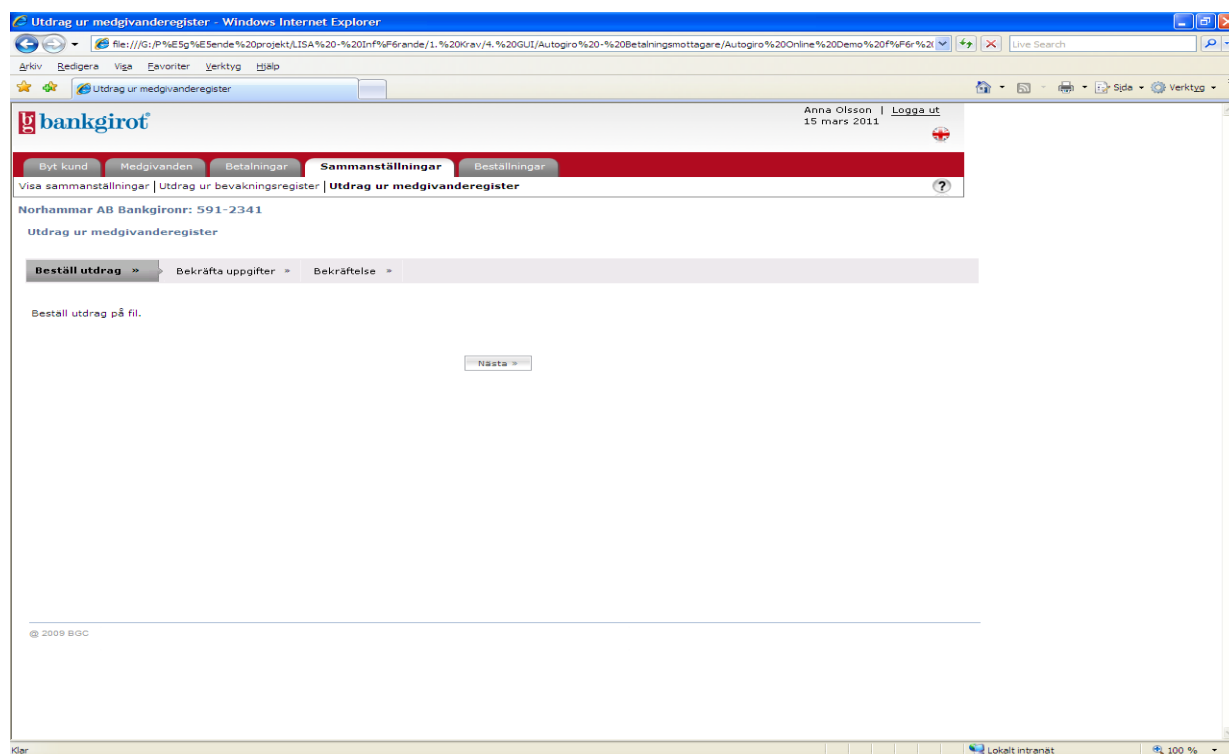 Utdrag ur medgivanderegister - Windows Internet Explorer
file:///G:/P%E5g%E5ende%20projekt/LISA%20-%20Inf%F6rande/1.%20Krav/4.%20GUI/Autogiro%20-%20Betalningsmottagare/Autogiro%20Online%20Demo%20f%F6r%2( Live Search
Arkiv Redigera Visa Favoriter Verktyg Hjälp
Utdrag ur medgivanderegister Sida Verktyg
bankgirot Anna Olsson | Logga ut
15 mars 2011
Byt kund Medgivanden Betalningar Sammanställningar Beställningar
Visa sammanställningar | Utdrag ur bevakningsregister | Utdrag ur medgivanderegister ?
Norhammar AB Bankgironr: 591-2341
Utdrag ur medgivanderegister
Beställ utdrag » Bekräfta uppgifter » Bekräftelse »
Beställ utdrag på fil.
Nästa »
@ 2009 BGC
Klar Lokalt intranät 100 %